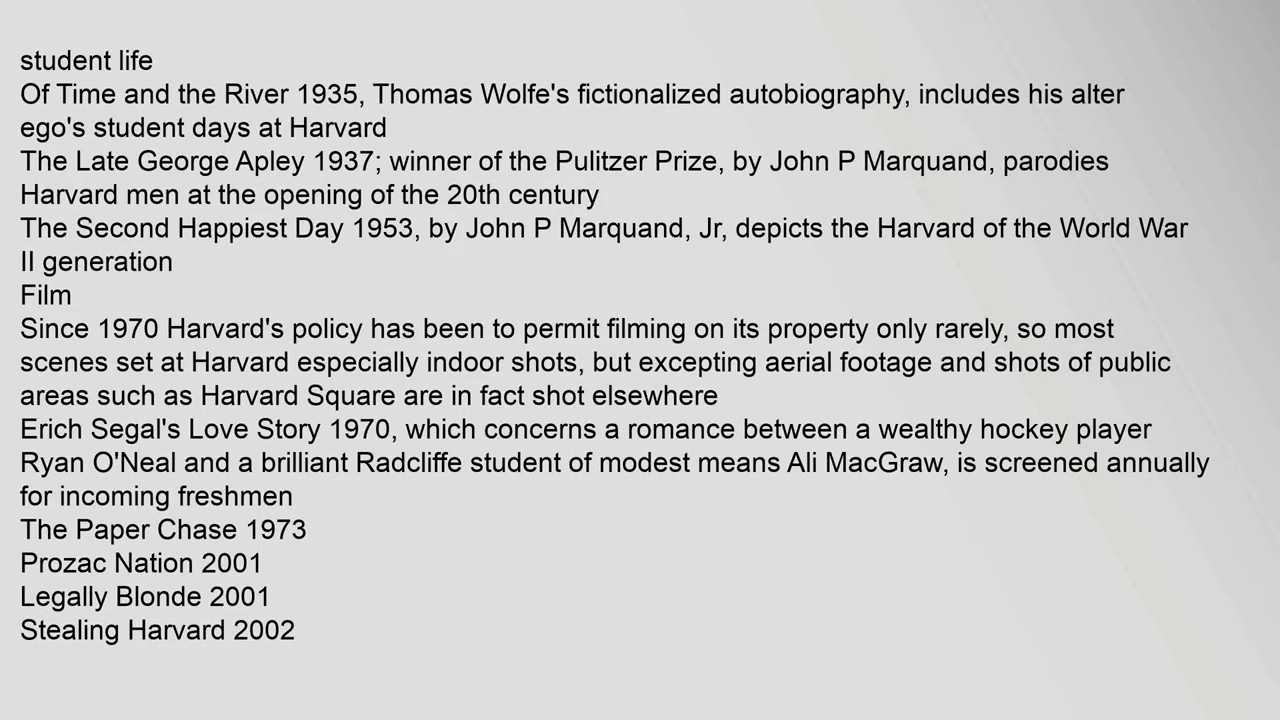 student life
Of Time and the River 1935, Thomas Wolfe's fictionalized autobiography, includes his alter
ego's student days at Harvard
The Late George Apley 1937; winner of the Pulitzer Prize, by John P Marquand, parodies
Harvard men at the opening of the 20th century
The Second Happiest Day 1953, by John P Marquand, Jr, depicts the Harvard of the World War
II generation
Film
Since 1970 Harvard's policy has been to permit filming on its property only rarely, so most
scenes set at Harvard especially indoor shots, but excepting aerial footage and shots of public
areas such as Harvard Square are in fact shot elsewhere
Erich Segal's Love Story 1970, which concerns a romance between a wealthy hockey player
Ryan O'Neal and a brilliant Radcliffe student of modest means Ali MacGraw, is screened annually
for incoming freshmen
The Paper Chase 1973
Prozac Nation 2001
Legally Blonde 2001
Stealing Harvard 2002